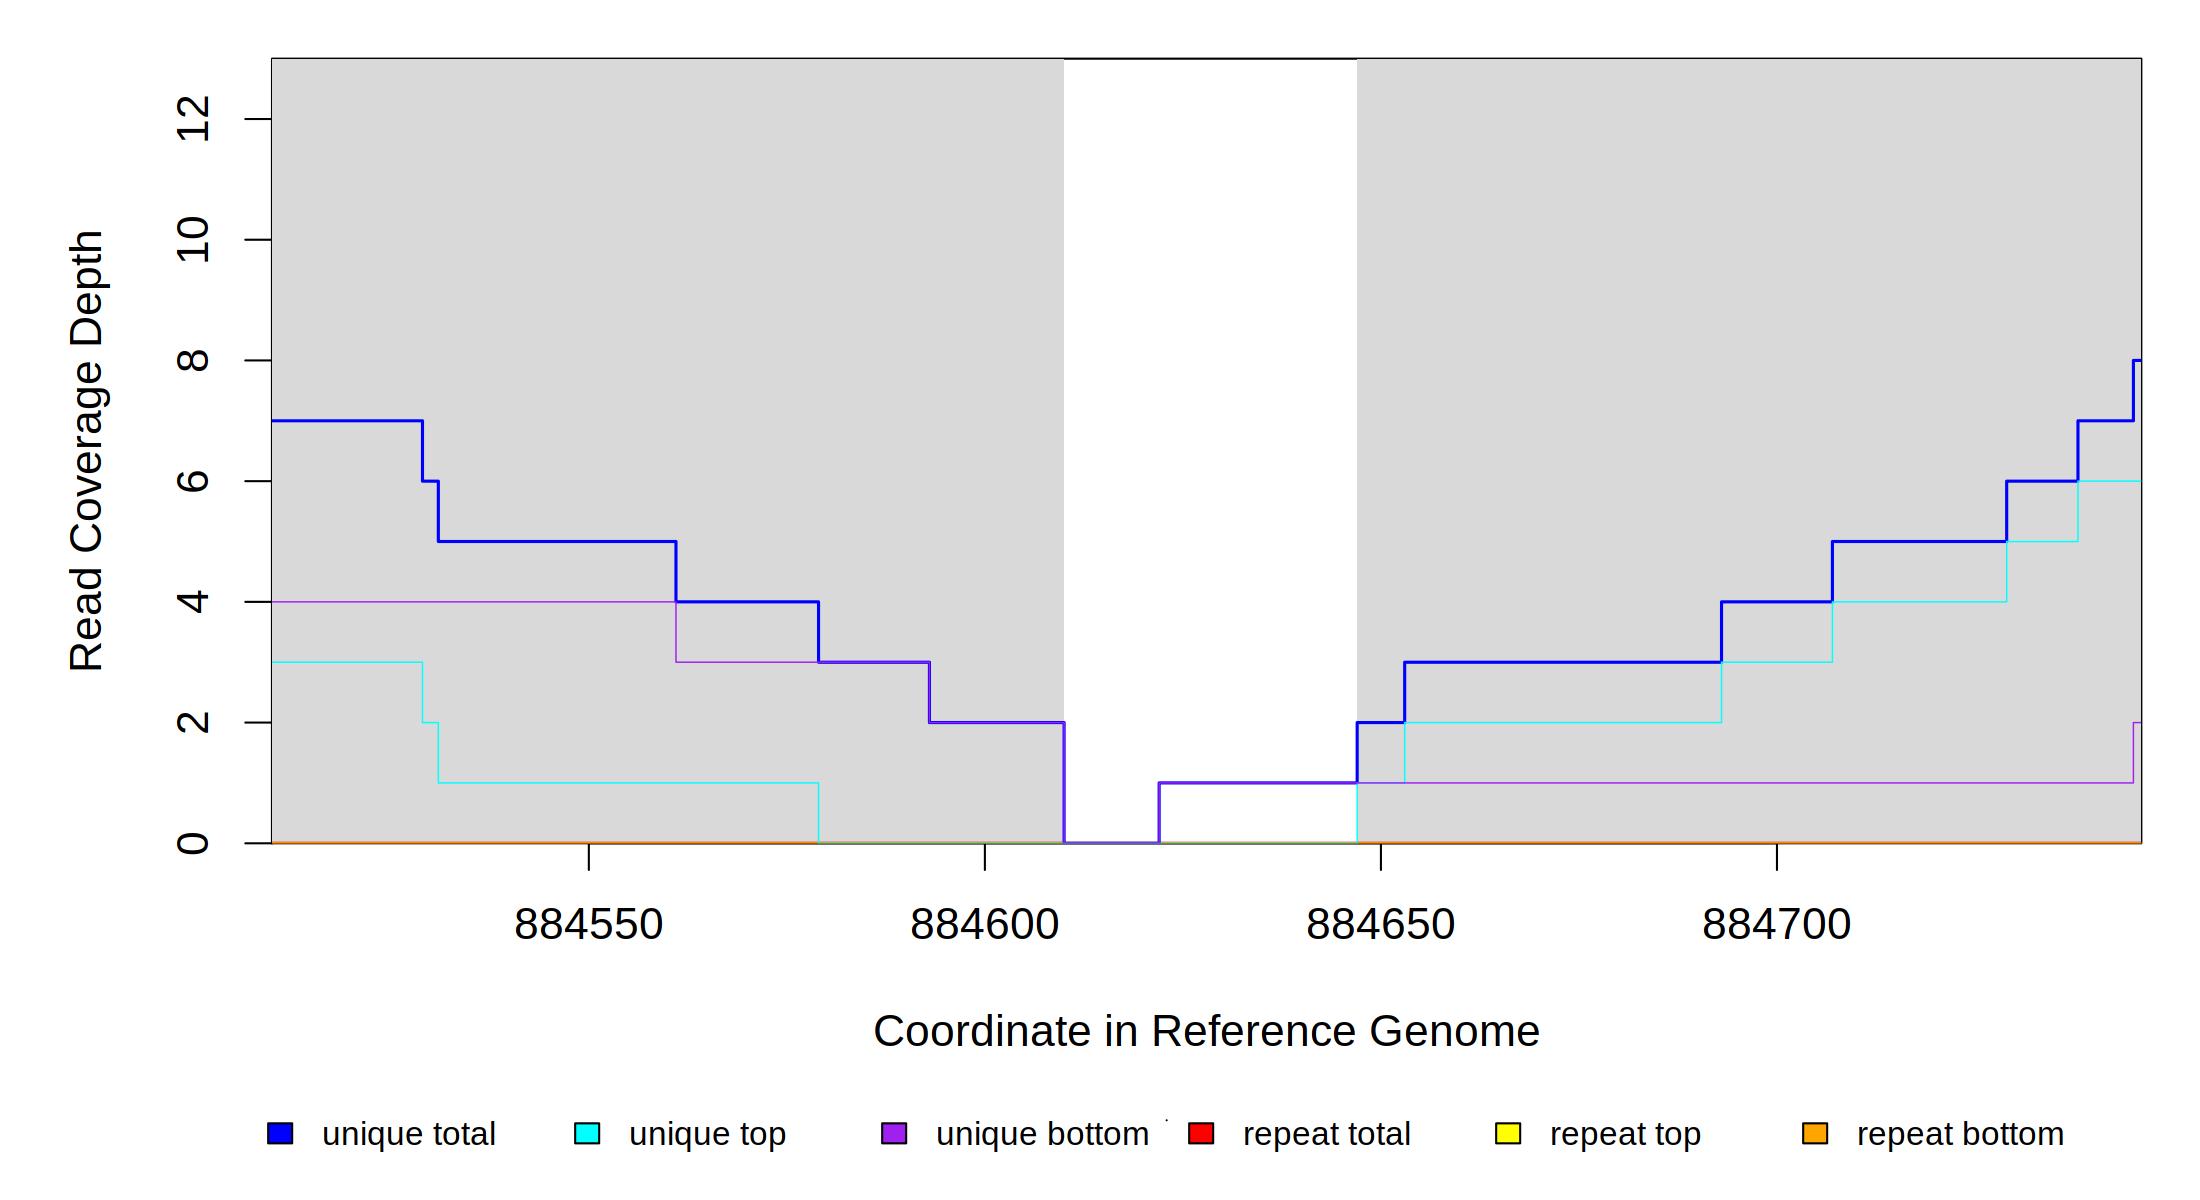 Read Coverage Depth
12
10
8
6
4
2
0
884550 884600 884650 884700
Coordinate in Reference Genome
unique total unique top unique bottom repeat total repeat top repeat bottom